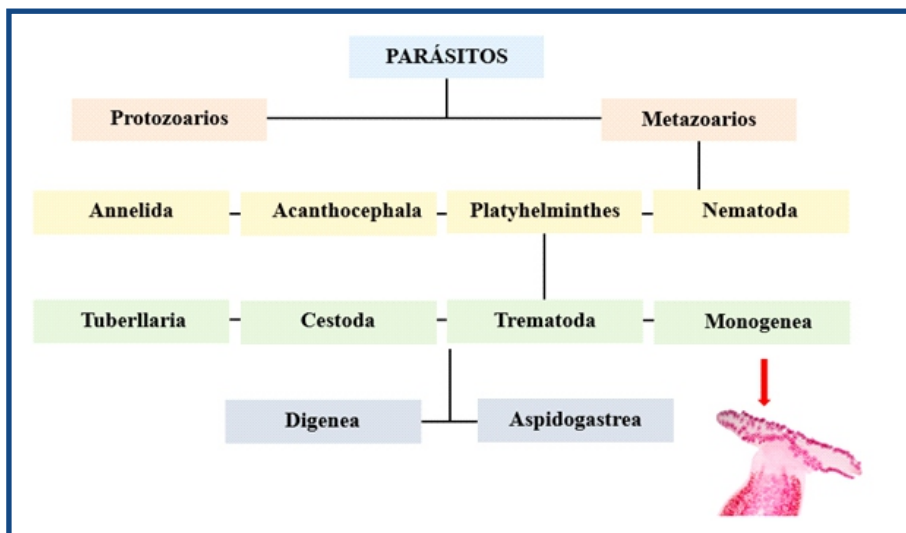 PARÁSITOS
Protozoarios
Metazoarios
Annelida
Acanthocephala
Platyhelminthes
Nematoda
Tuberllaria
Cestoda
Trematoda
Monogenea
Digenea
Aspidogastrea